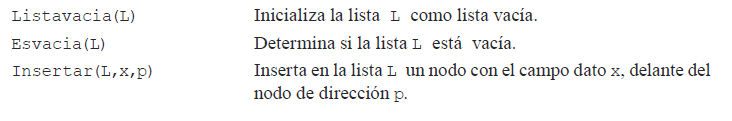 Listavacia(L) Inicializa la lista L como lista vacía.
Esvacia(L) Determina si la lista L está vacía.
Insertar(L,x,p) Inserta en la lista L un nodo con el campo dato x, delante del
nodo de dirección p.